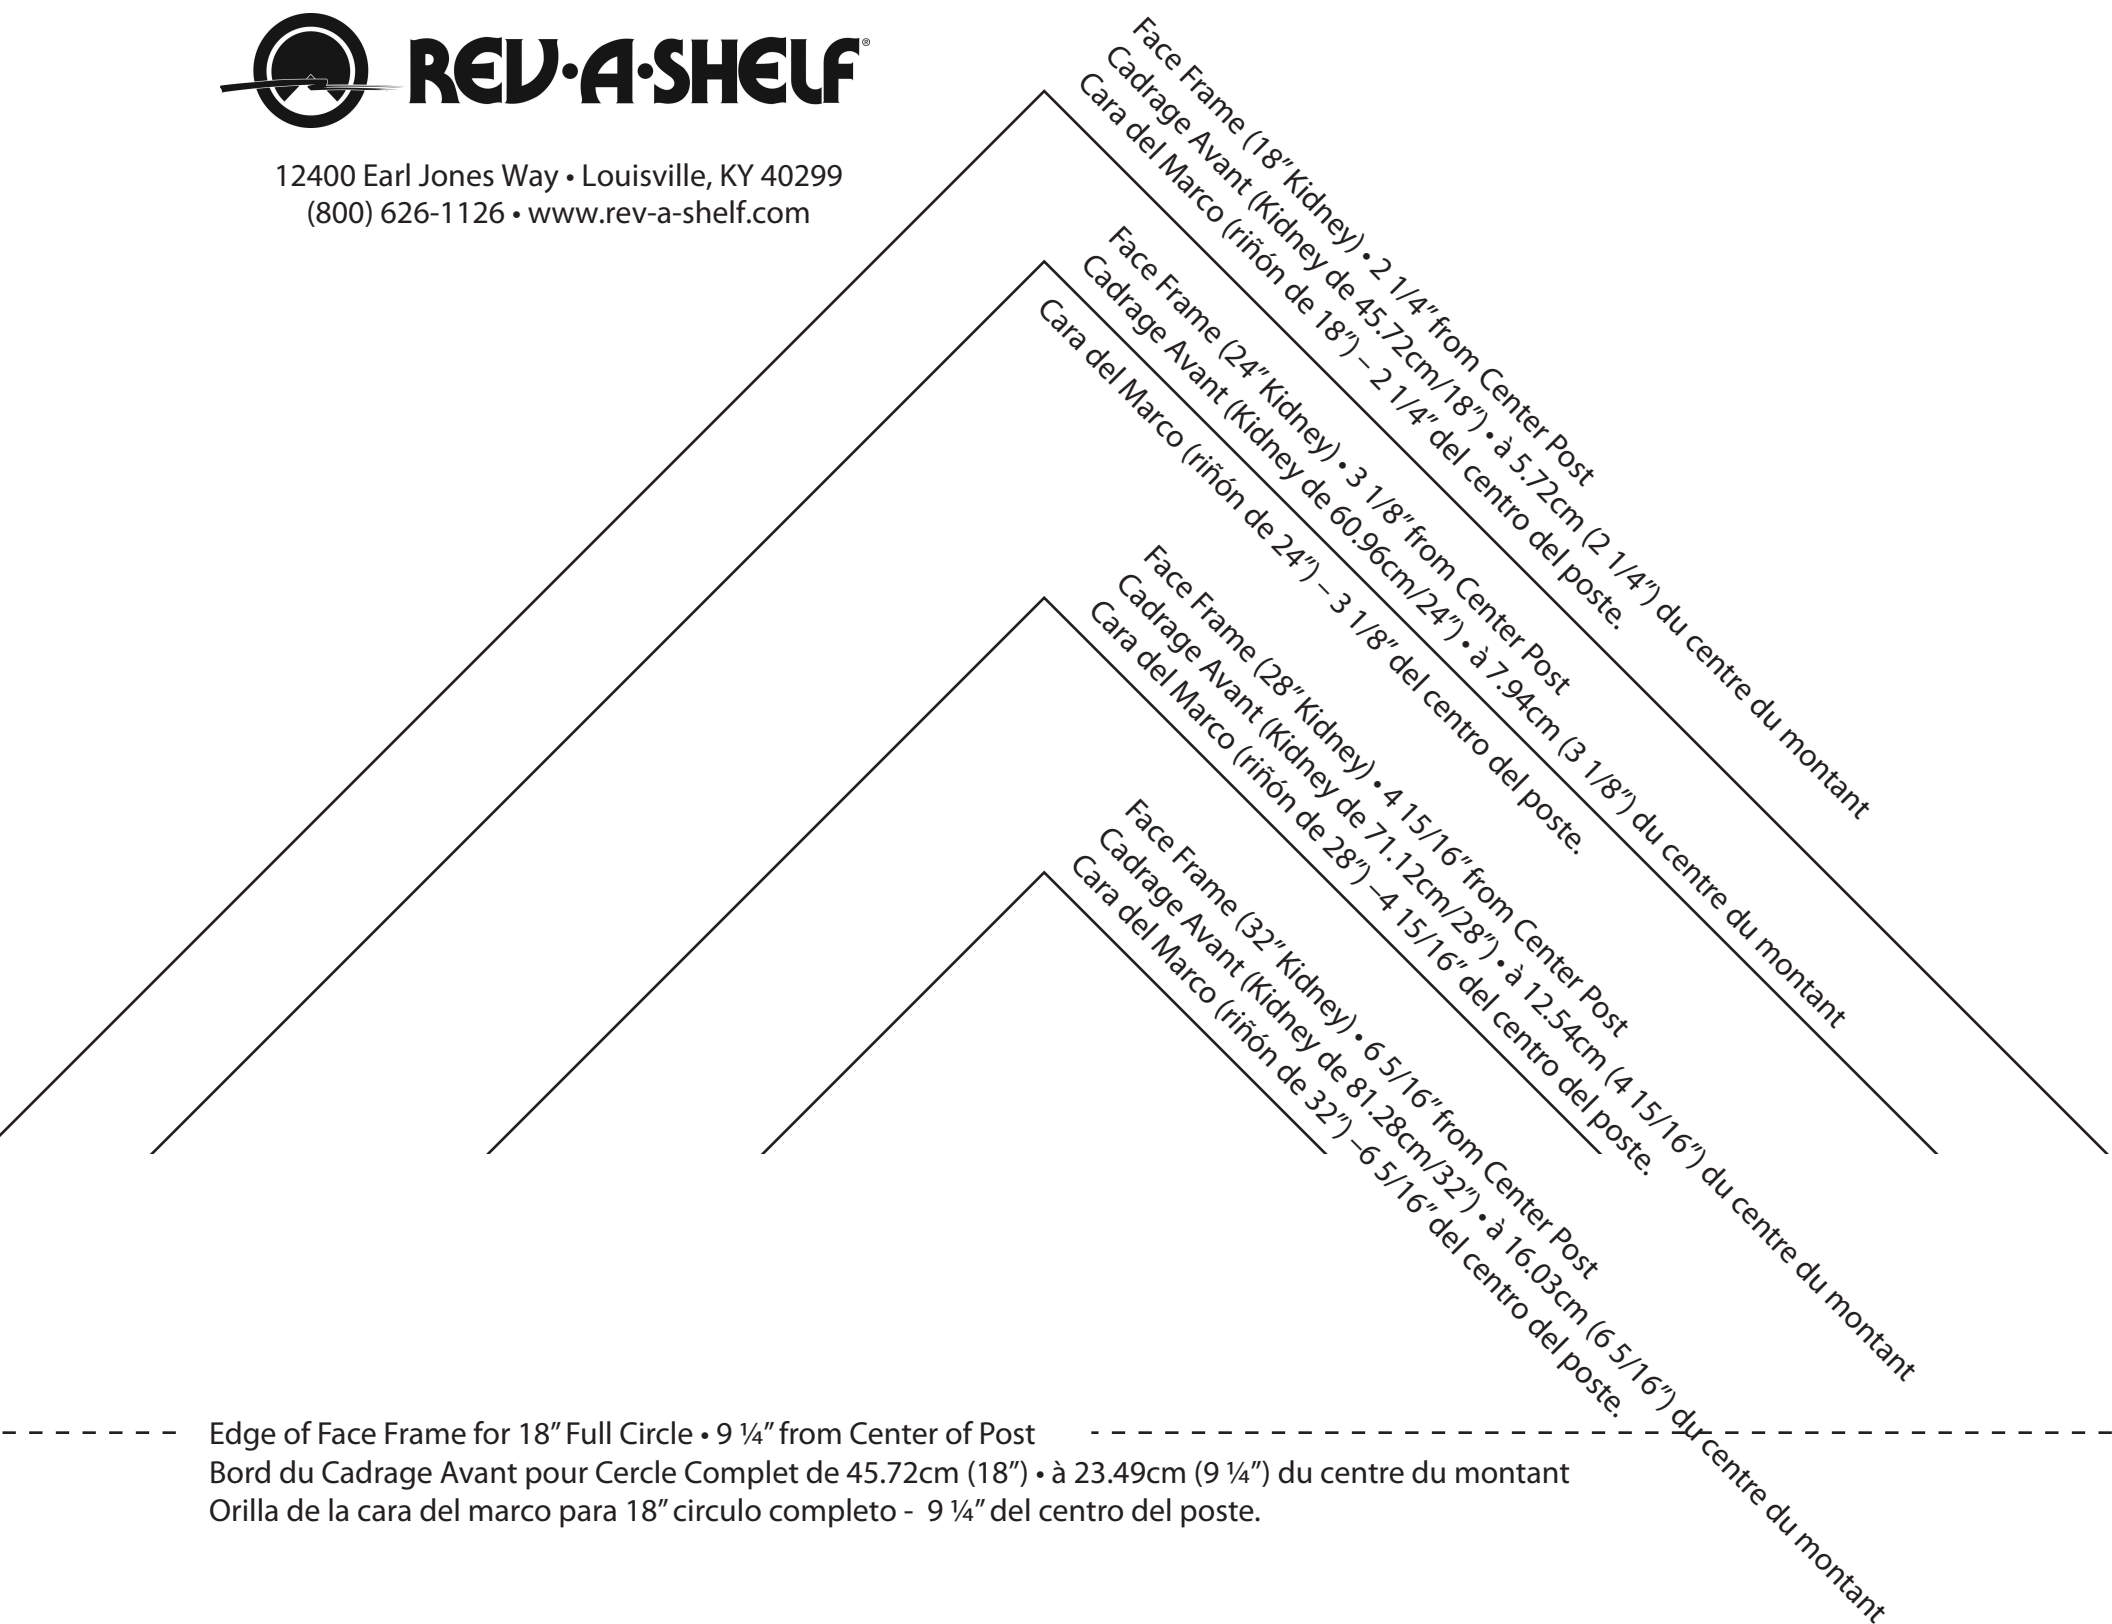 REV·A·SHELF®
12400 Earl Jones Way • Louisville, KY 40299
(800) 626-1126 • www.rev-a-shelf.com
Face Frame (18” Kidney) • 2 1/4” from Center Post
Cadrage Avant (Kidney de 45.72cm/18”) • à 5.72cm (2 1/4”) du centre du montant
Cara del Marco (riñón de 18”) – 2 1/4” del centro del poste.
Face Frame (24” Kidney) • 3 1/8” from Center Post
Cadrage Avant (Kidney de 60.96cm/24”) • à 7.94cm (3 1/8”) du centre du montant
Cara del Marco (riñón de 24”) – 3 1/8” del centro del poste.
Face Frame (28” Kidney) • 4 15/16” from Center Post
Cadrage Avant (Kidney de 71.12cm/28”) • à 12.54cm (4 15/16”) du centre du montant
Cara del Marco (riñón de 28”) –4 15/16” del centro del poste.
Face Frame (32” Kidney) • 6 5/16” from Center Post
Cadrage Avant (Kidney de 81.28cm/32”) • à 16.03cm (6 5/16”) du centre du montant
Cara del Marco (riñón de 32”) –6 5/16” del centro del poste.
Edge of Face Frame for 18” Full Circle • 9 ¼” from Center of Post
Bord du Cadrage Avant pour Cercle Complet de 45.72cm (18”) • à 23.49cm (9 ¼”) du centre du montant
Orilla de la cara del marco para 18” circulo completo - 9 ¼” del centro del poste.